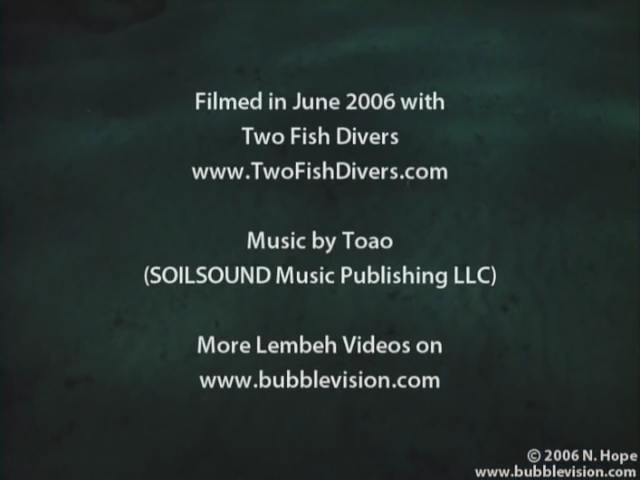 Filmed in June 2006 with
Two Fish Divers
www.TwoFishDivers.com
Music by Toao
(SOILSOUND Music Publishing LLC)
More Lembeh Videos on
www.bubblevision.com
© 2006 N. Hope
www.bubblevision.com